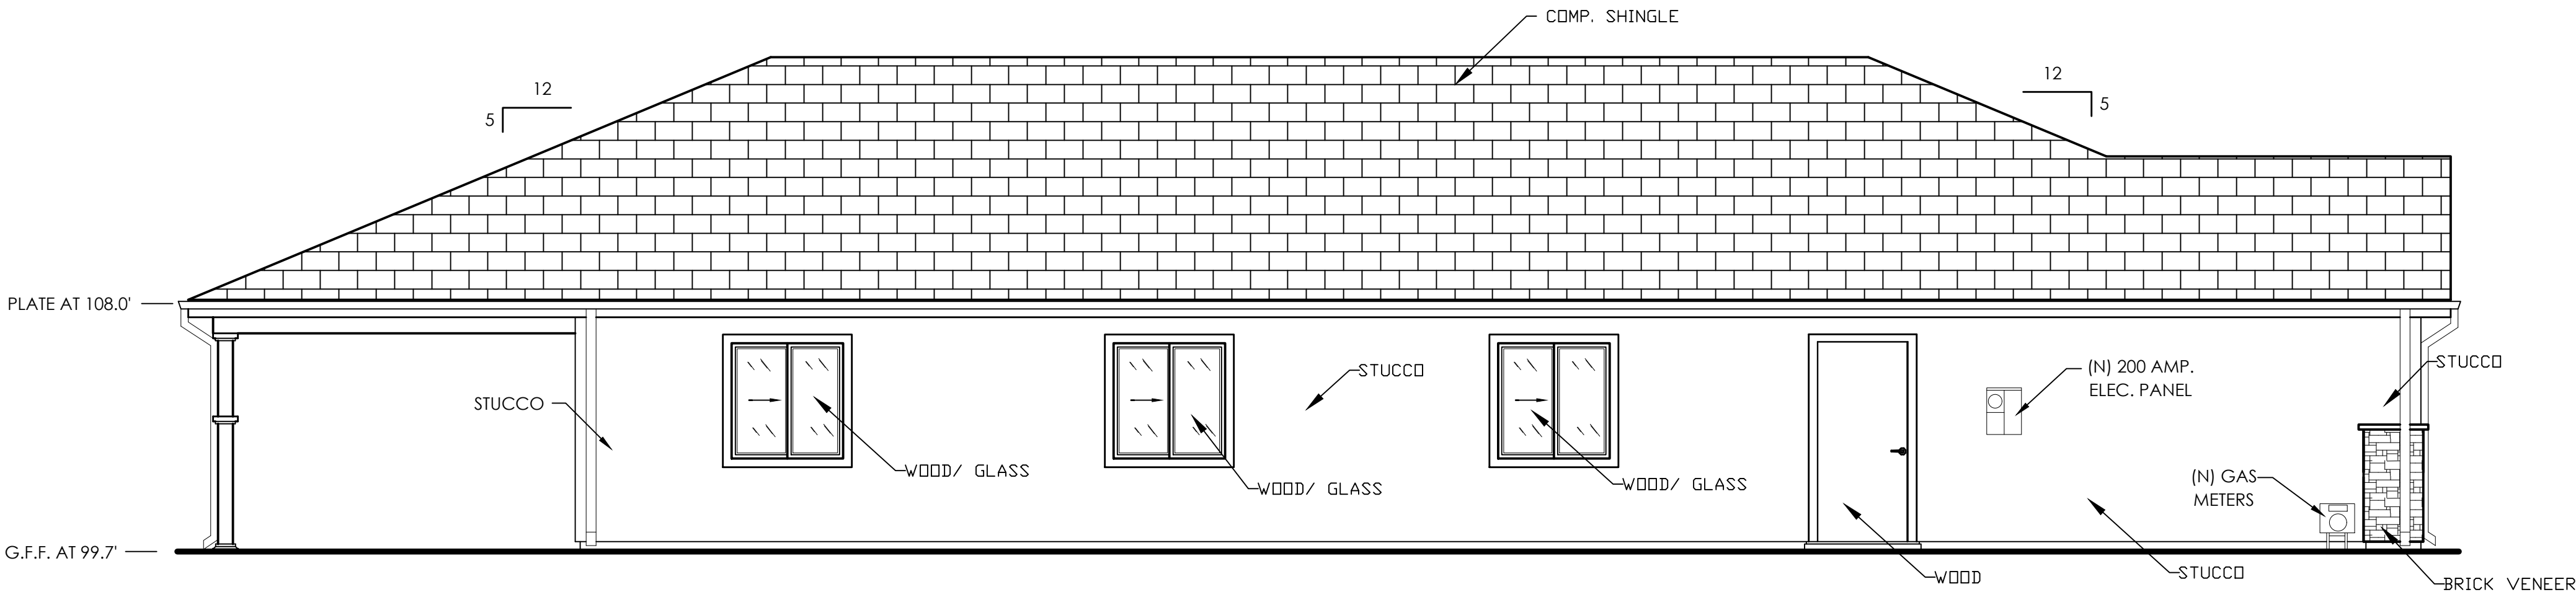 COMP. SHINGLE
12
5
12
5
PLATE AT 108.0'
STUCCO
WOOD/ GLASS
WOOD/ GLASS
STUCCO
WOOD/ GLASS
(N) 200 AMP.
ELEC. PANEL
STUCCO
(N) GAS
METERS
G.F.F. AT 99.7'
WOOD
STUCCO
BRICK VENEER